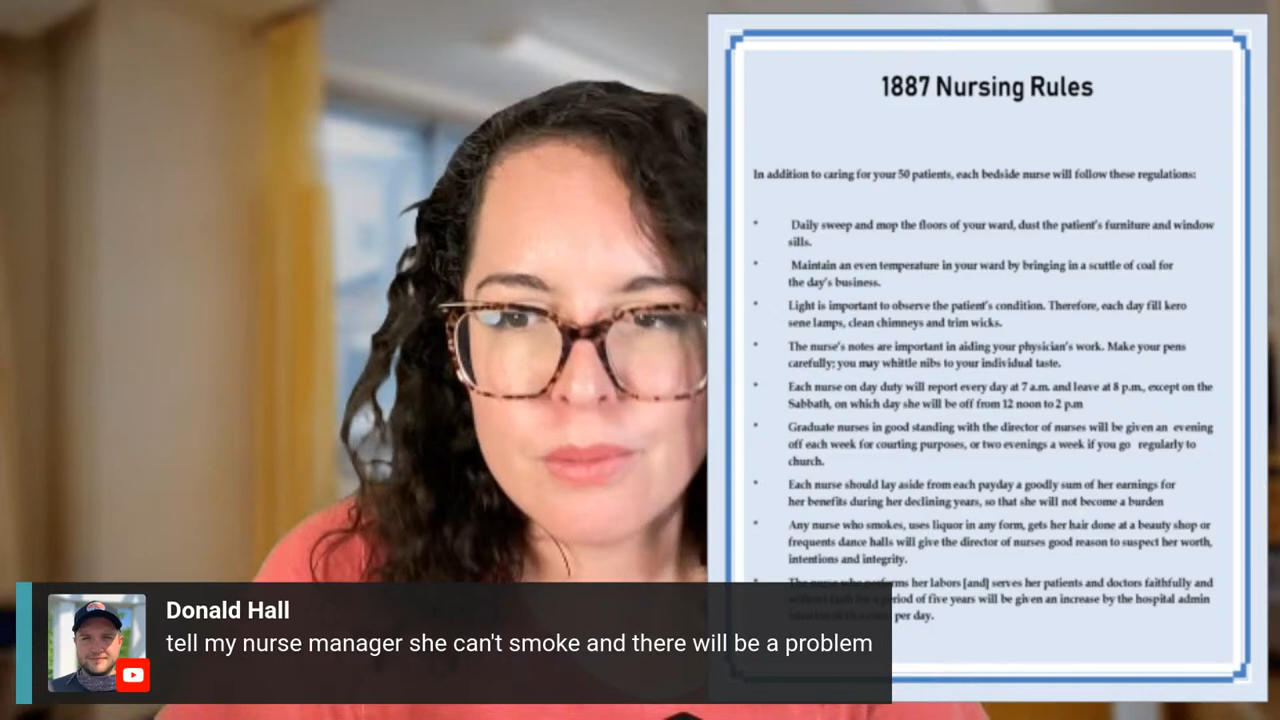 1887 Nursing Rules
In addition to caring for your 50 patients, each bedside nurse will follow these regulations:
* Daily sweep and mop the floors of your ward, dust the patient's furniture and window
sills.
* Maintain an even temperature in your ward by bringing in a scuttle of coal for
the day's business.
* Light is important to observe the patient's condition. Therefore, each day fill kero
sene lamps, clean chimneys and trim wicks.
* The nurse's notes are important in aiding your physician's work. Make your pens
carefully; you may whittle nibs to your individual taste.
* Each nurse on day duty will report every day at 7 a.m. and leave at 8 p.m., except on the
Sabbath, on which day she will be off from 12 noon to 2 p.m
* Graduate nurses in good standing with the director of nurses will be given an evening
off each week for courting purposes, or two evenings a week if you go regularly to
church.
* Each nurse should lay aside from each payday a goodly sum of her earnings for
her benefits during her declining years, so that she will not become a burden
* Any nurse who smokes, uses liquor in any form, gets her hair done at a beauty shop or
frequents dance halls will give the director of nurses good reason to suspect her worth,
intentions and integrity.
* The nurse who performs her labors [and] serves her patients and doctors faithfully and
period of five years will be given an increase by the hospital admin
per day.
Donald Hall
tell my nurse manager she can't smoke and there will be a problem